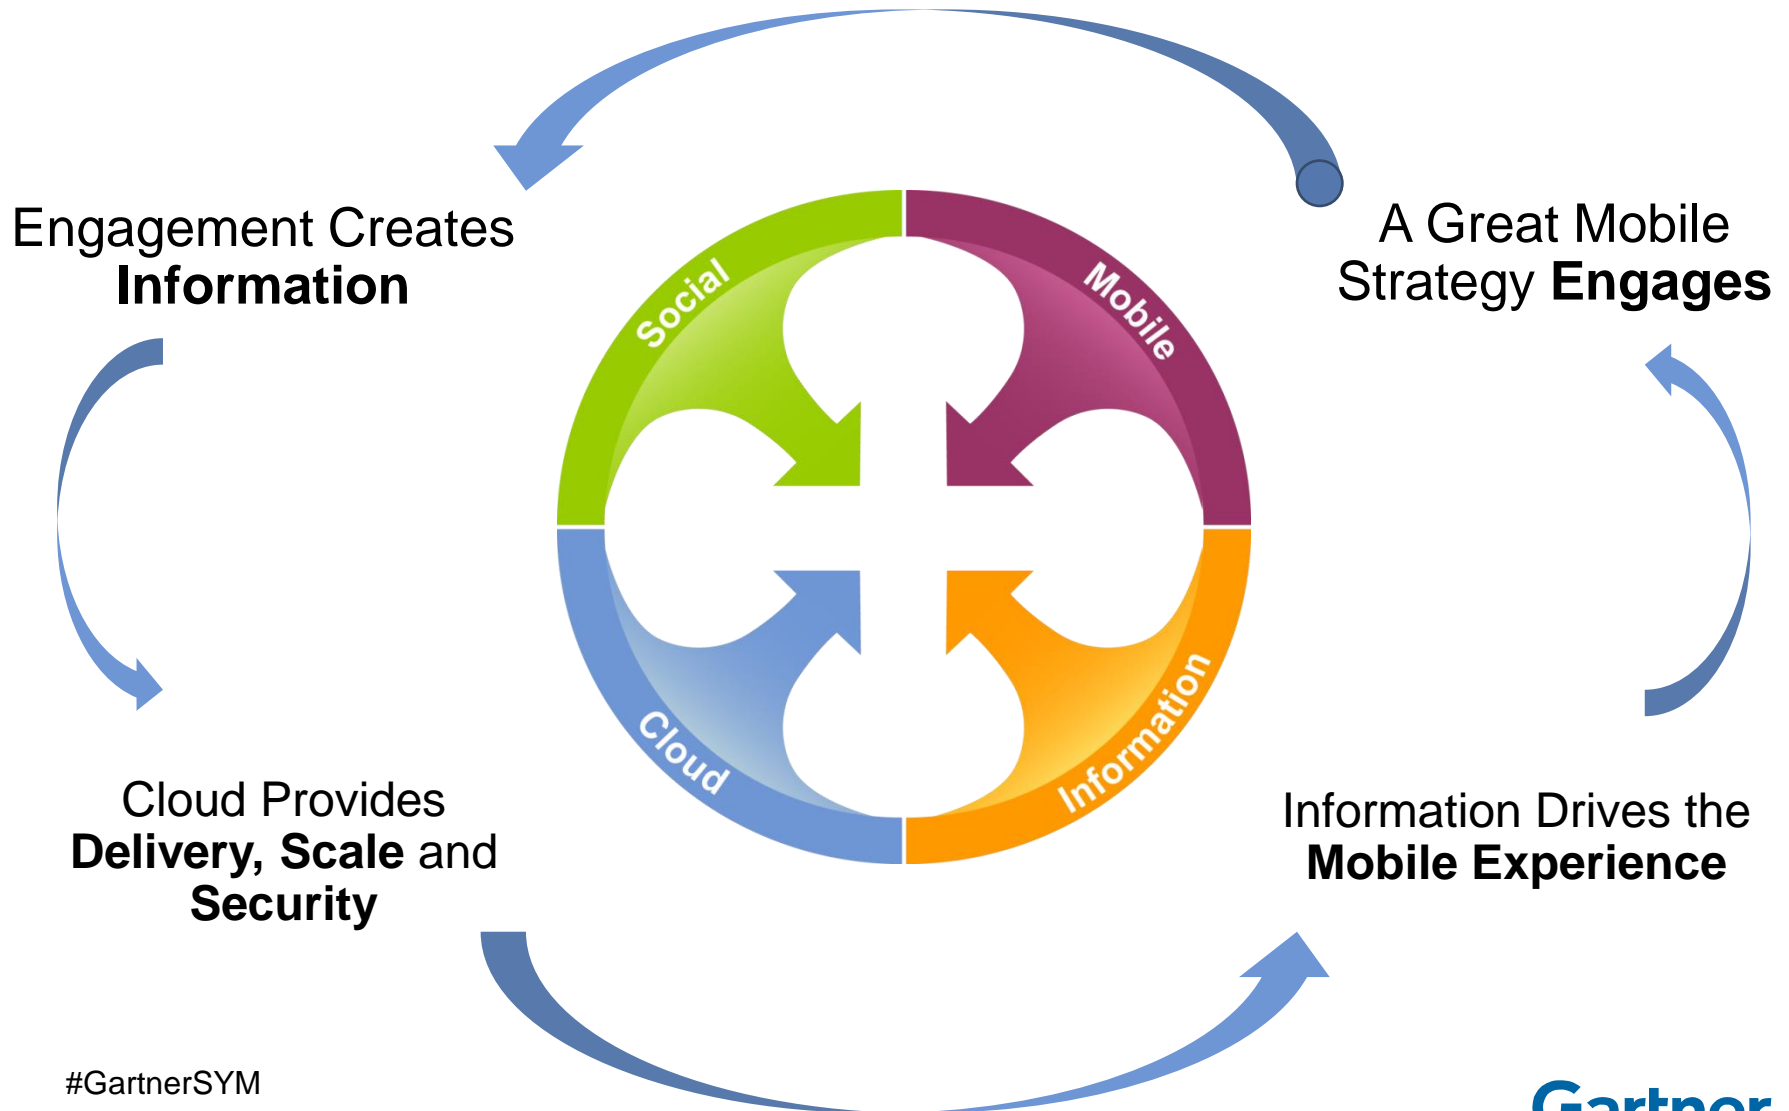 Engagement Creates
Information
A Great Mobile
Strategy Engages
Social
Mobile
Cloud
Information
Cloud Provides
Delivery, Scale and
Security
Information Drives the
Mobile Experience
#GartnerSYM
Gartner